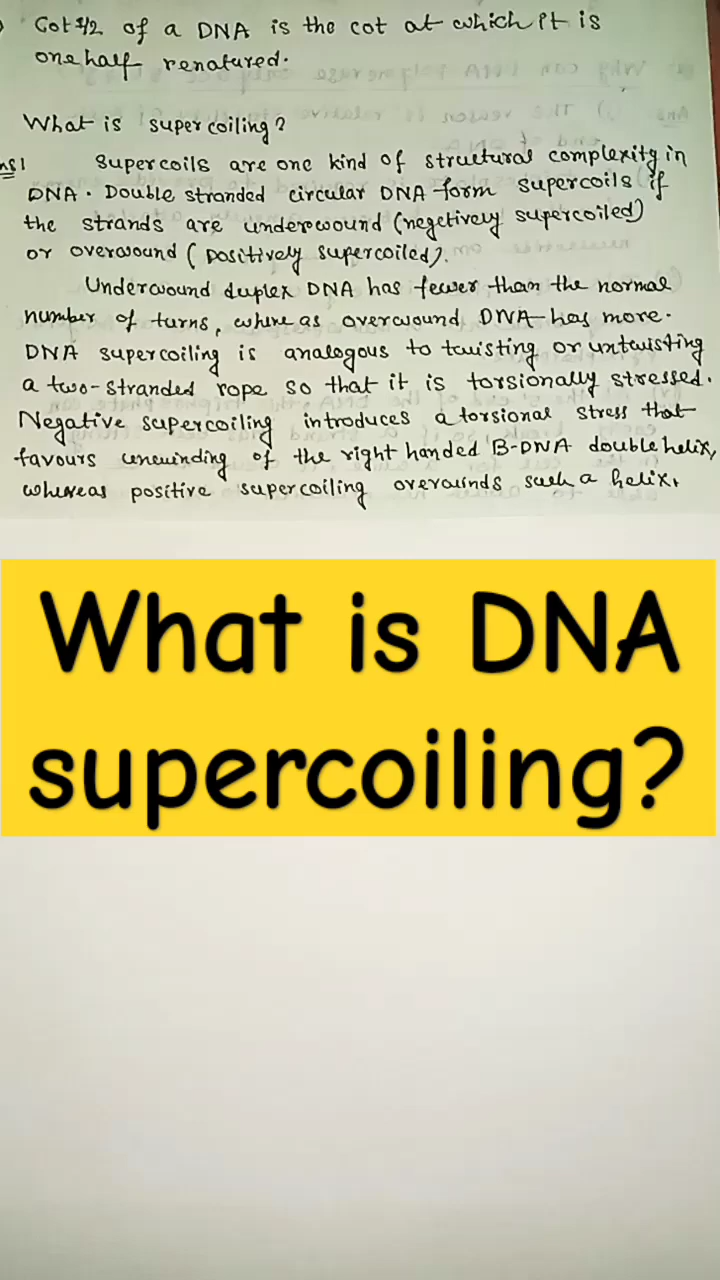 Cot 1/2 of a DNA is the cot at which it is
one half renatured.
What is supercoiling?
Ans1 Supercoils are one kind of structural complexity in
DNA. Double stranded circular DNA form supercoils if
the strands are underwound (negetively supercoiled)
or overwound (positively supercoiled).
Underwound duplex DNA has fewer than the normal
number of turns, where as overwound DNA has more.
DNA supercoiling is analogous to twisting or untwisting
a two-stranded rope so that it is torsionally stressed.
Negative supercoiling introduces a torsional stress that
favours unwinding of the right handed B-DNA double helix,
whereas positive supercoiling overwinds such a helix.
What is DNA
supercoiling?